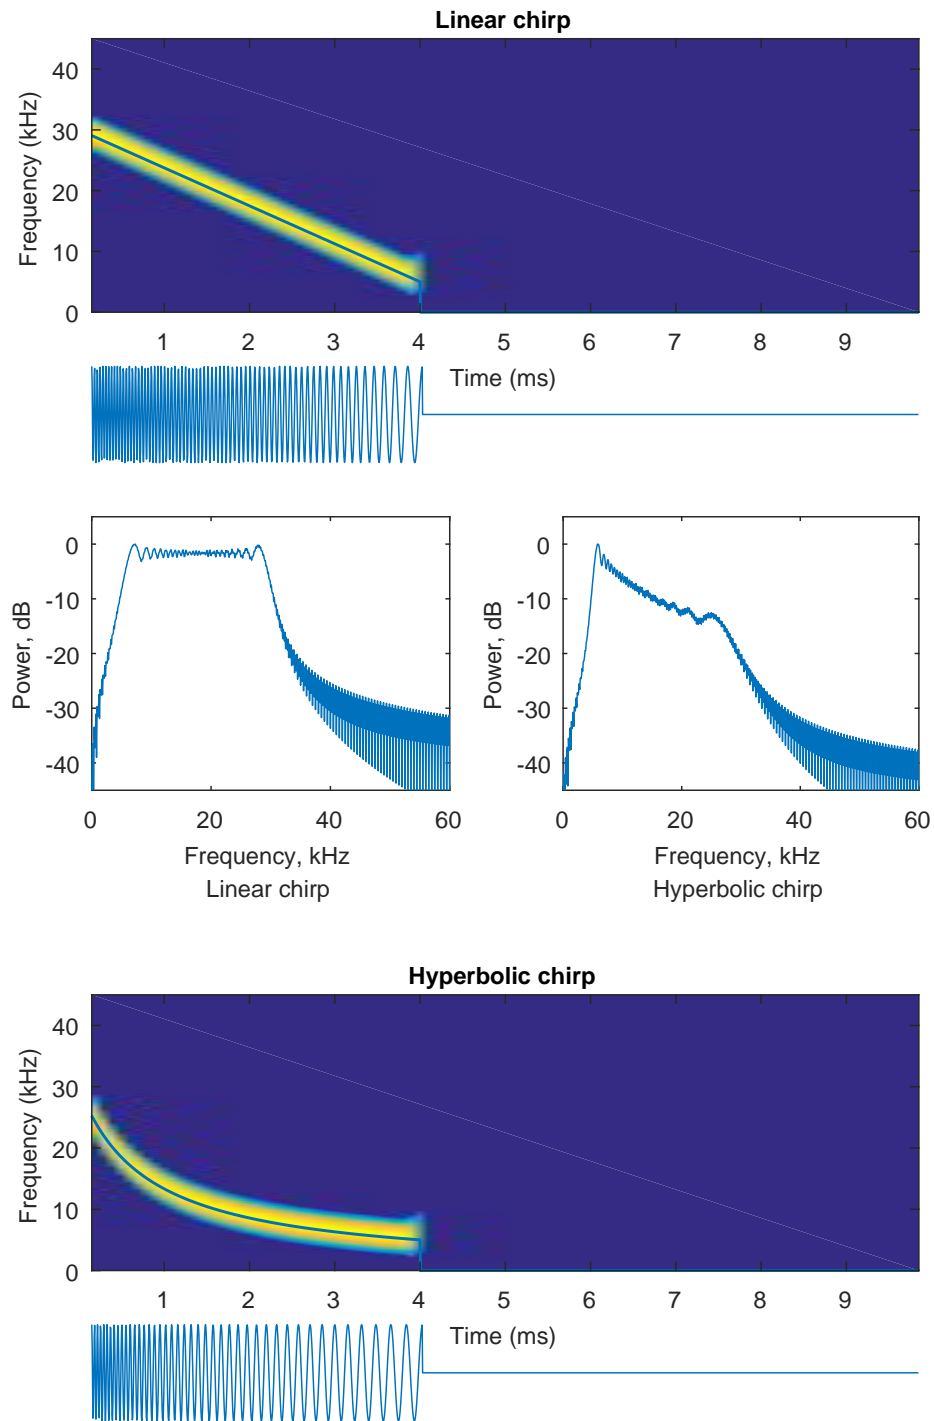 Linear chirp
Frequency (kHz)
40
30
20
10
0
1 2 3 4 5 6 7 8 9
Time (ms)
Power, dB
0
-10
-20
-30
-40
0 20 40 60
Frequency, kHz
Linear chirp
Power, dB
0
-10
-20
-30
-40
0 20 40 60
Frequency, kHz
Hyperbolic chirp
Hyperbolic chirp
Frequency (kHz)
40
30
20
10
0
1 2 3 4 5 6 7 8 9
Time (ms)